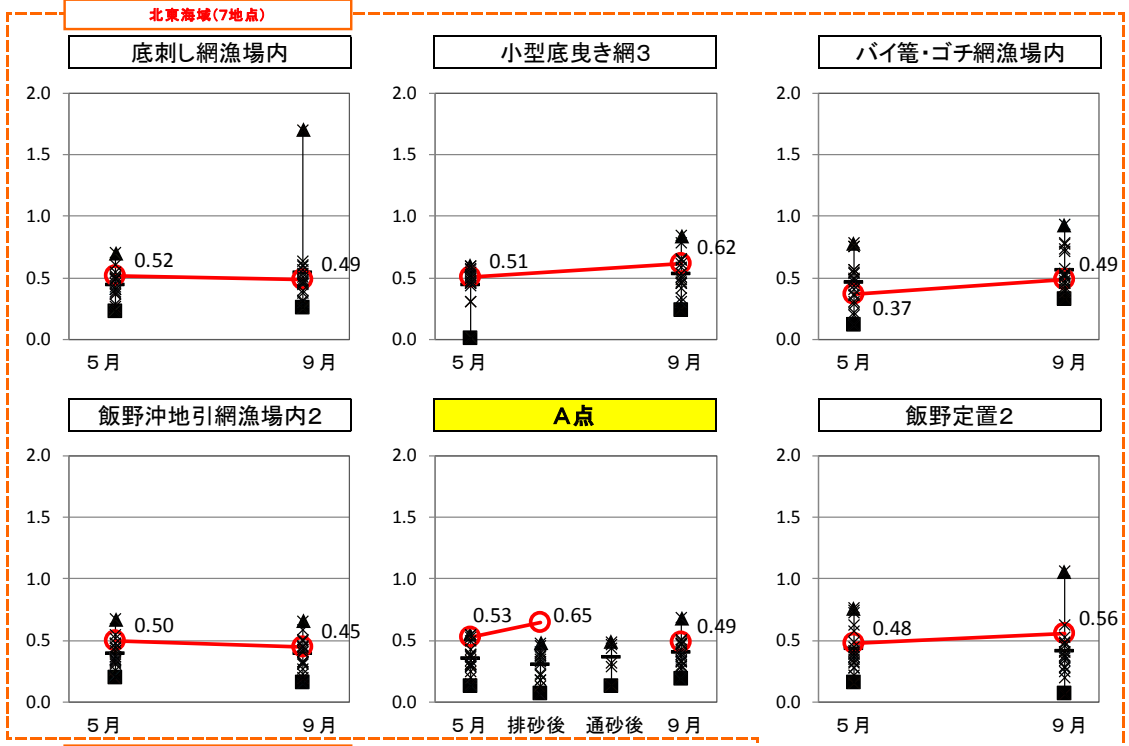 北東海域(7地点)
底刺し網漁場内
小型底曳き網3
バイ篭・ゴチ網漁場内
2.0
1.5
1.0
0.5
0.0
0.52
0.49
5月
9月
2.0
1.5
1.0
0.5
0.0
0.51
0.62
5月
9月
2.0
1.5
1.0
0.5
0.0
0.37
0.49
5月
9月
飯野沖地引網漁場内2
A点
飯野定置2
2.0
1.5
1.0
0.5
0.0
0.50
0.45
5月
9月
2.0
1.5
1.0
0.5
0.0
0.53
0.65
0.49
5月 排砂後 通砂後 9月
2.0
1.5
1.0
0.5
0.0
0.48
0.56
5月
9月